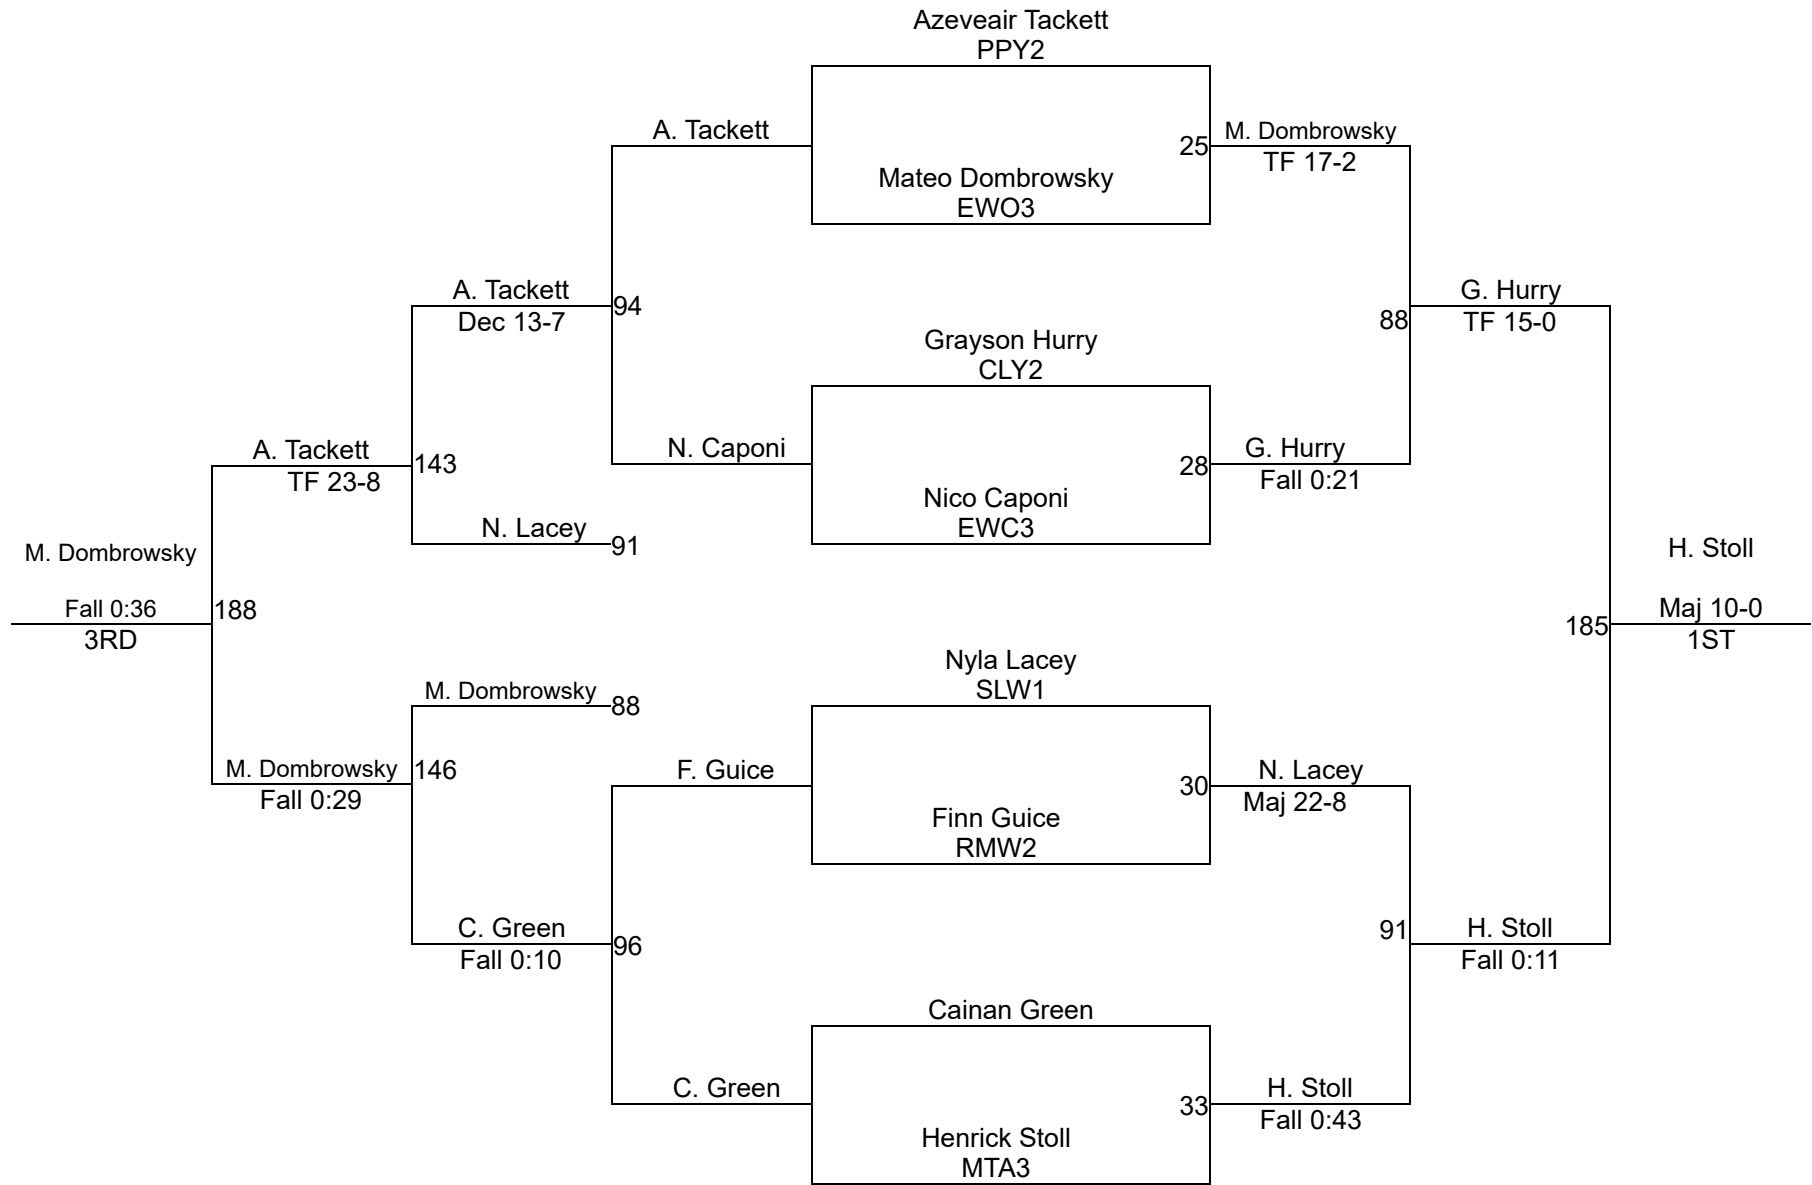 Azeveair Tackett
PPY2
A. Tackett
25
M. Dombrowsky
TF 17-2
Mateo Dombrowsky
EWO3
A. Tackett
Dec 13-7
94
G. Hurry
TF 15-0
88
Grayson Hurry
CLY2
A. Tackett
TF 23-8
143
N. Caponi
28
G. Hurry
Fall 0:21
Nico Caponi
EWC3
N. Lacey
91
M. Dombrowsky
Fall 0:36
3RD
188
H. Stoll
Maj 10-0
1ST
185
Nyla Lacey
SLW1
M. Dombrowsky
88
M. Dombrowsky
Fall 0:29
146
F. Guice
30
N. Lacey
Maj 22-8
Finn Guice
RMW2
C. Green
Fall 0:10
96
91
H. Stoll
Fall 0:11
Cainan Green
C. Green
33
H. Stoll
Fall 0:43
Henrick Stoll
MTA3